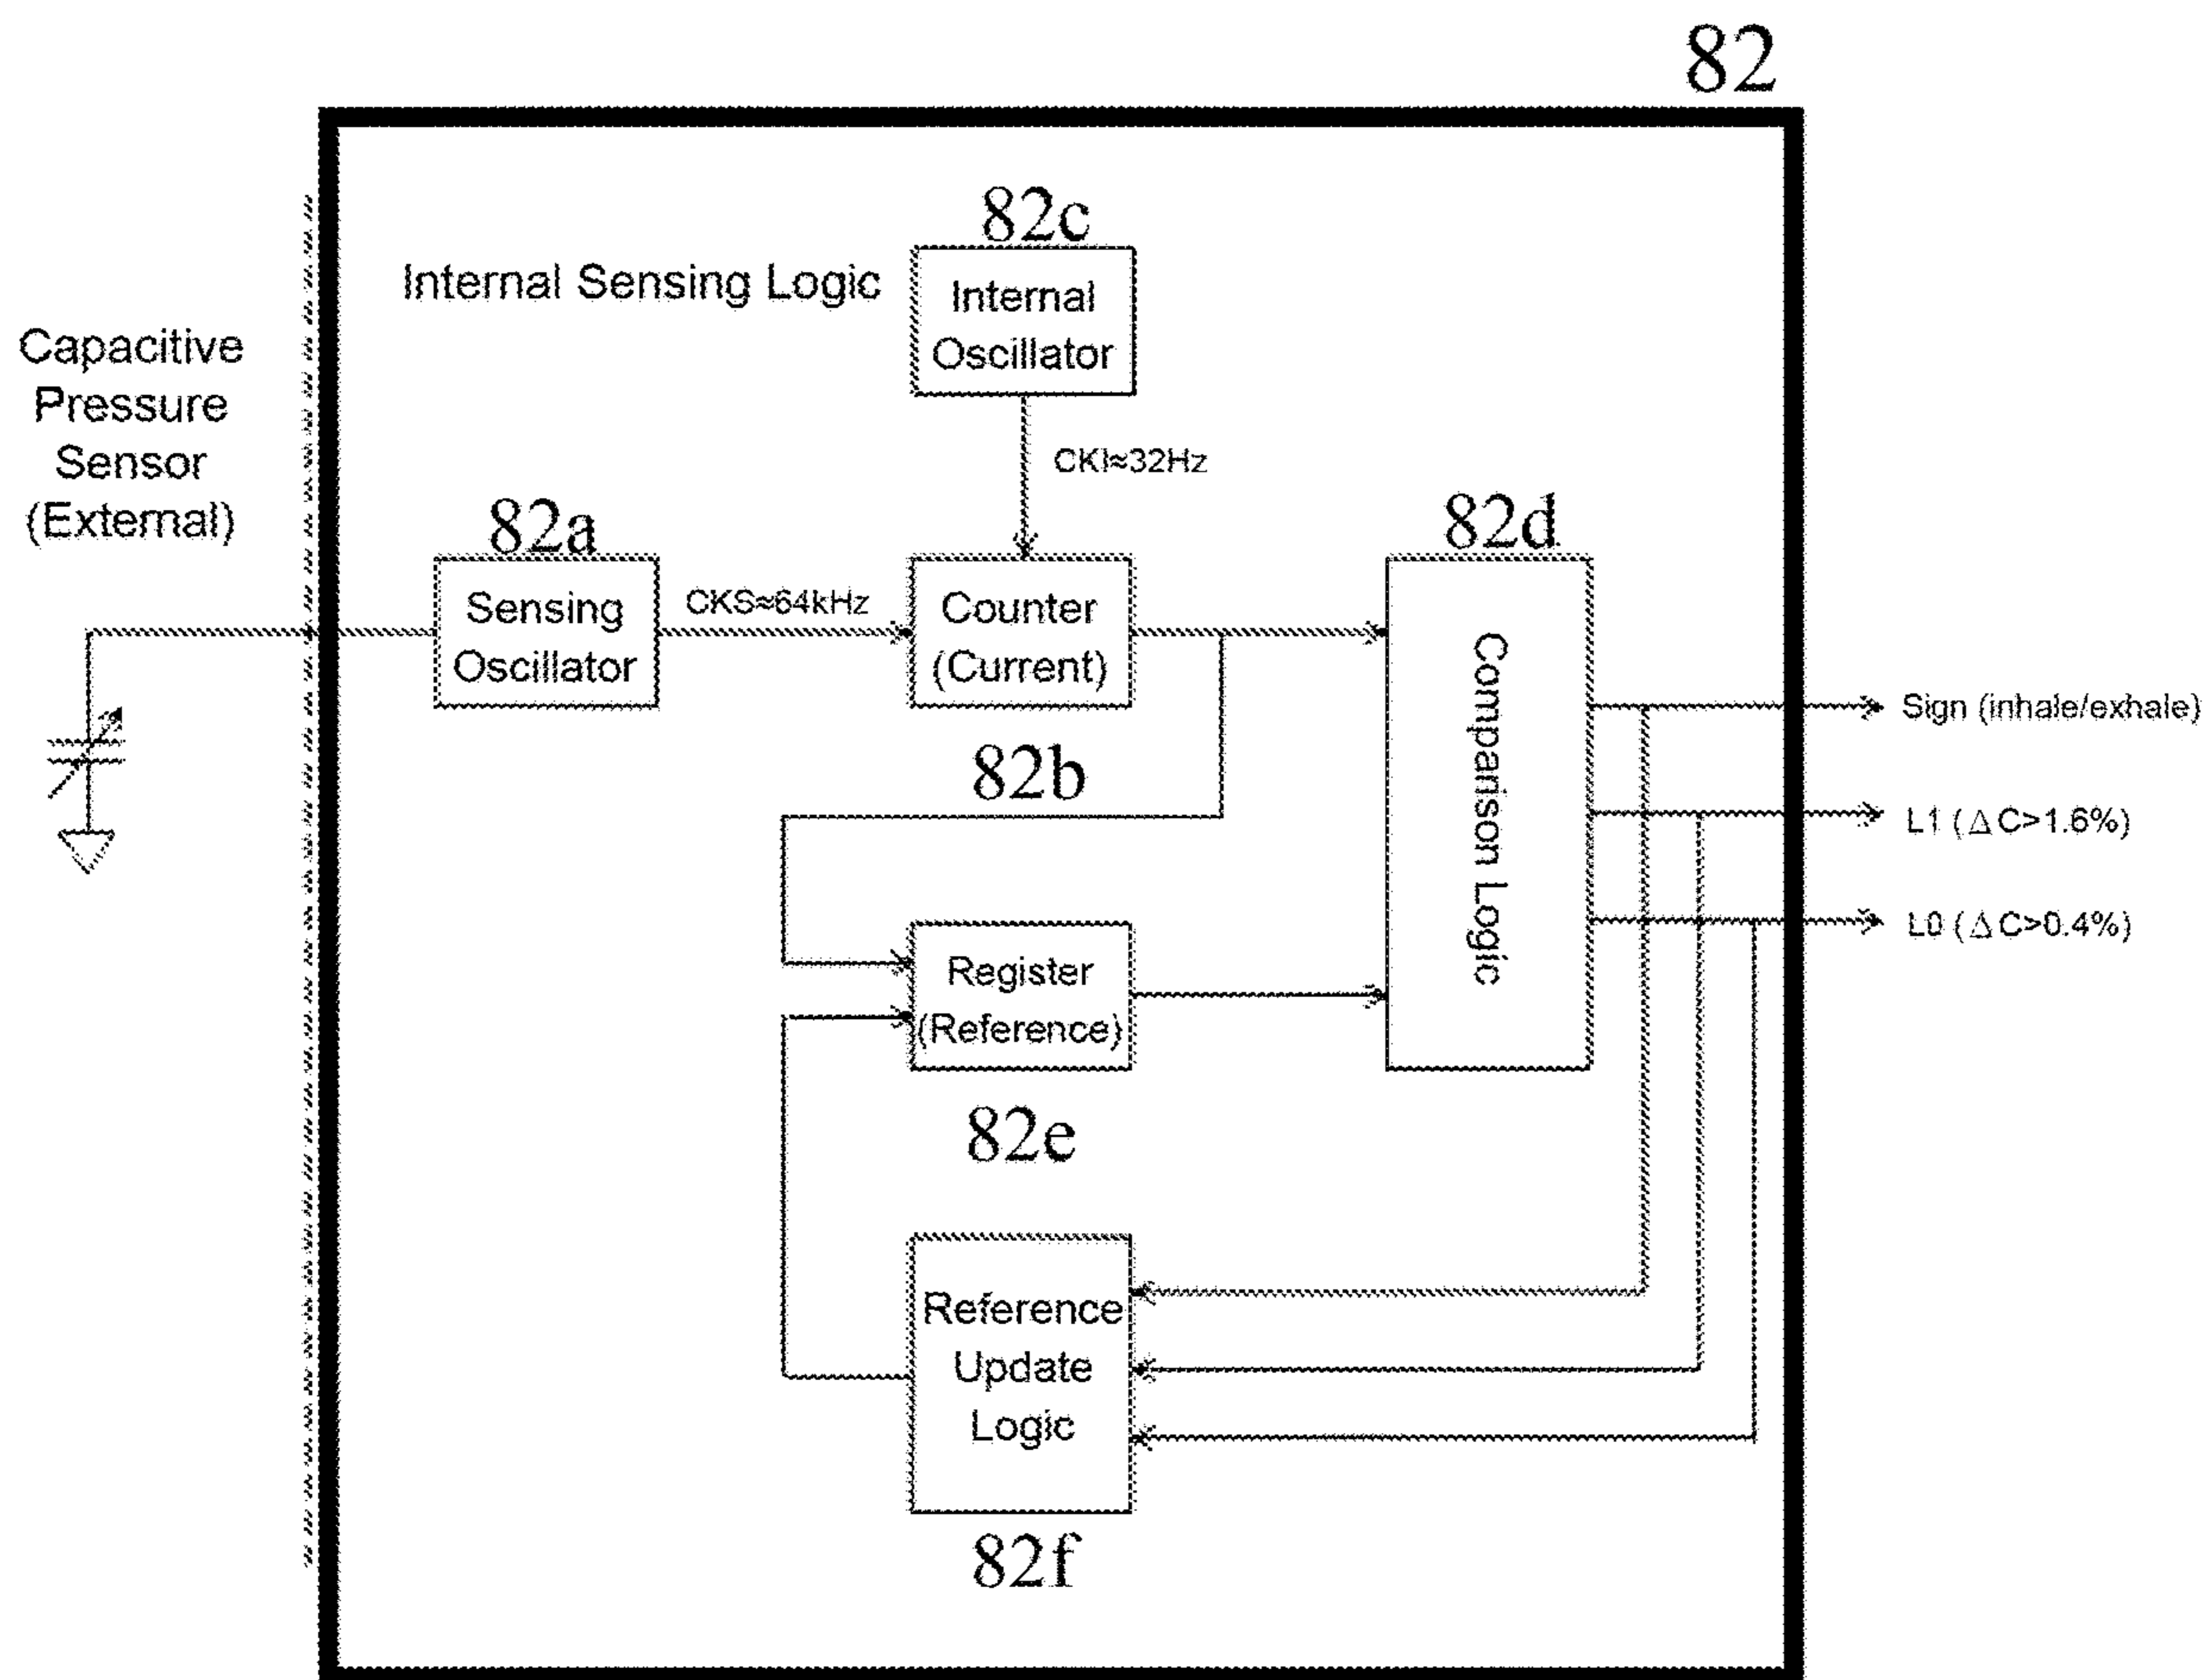 82
82c
Internal Sensing Logic
Internal
Oscillator
Capacitive
Pressure
Sensor
(External)
CKI≈32Hz
82a
82d
Sensing
Oscillator
CKS≈64kHz
Counter
(Current)
82b
Comparison Logic
Sign (inhale/exhale)
L1 (△C>1.6%)
L0 (△C>0.4%)
Register
(Reference)
82e
Reference
Update
Logic
82f